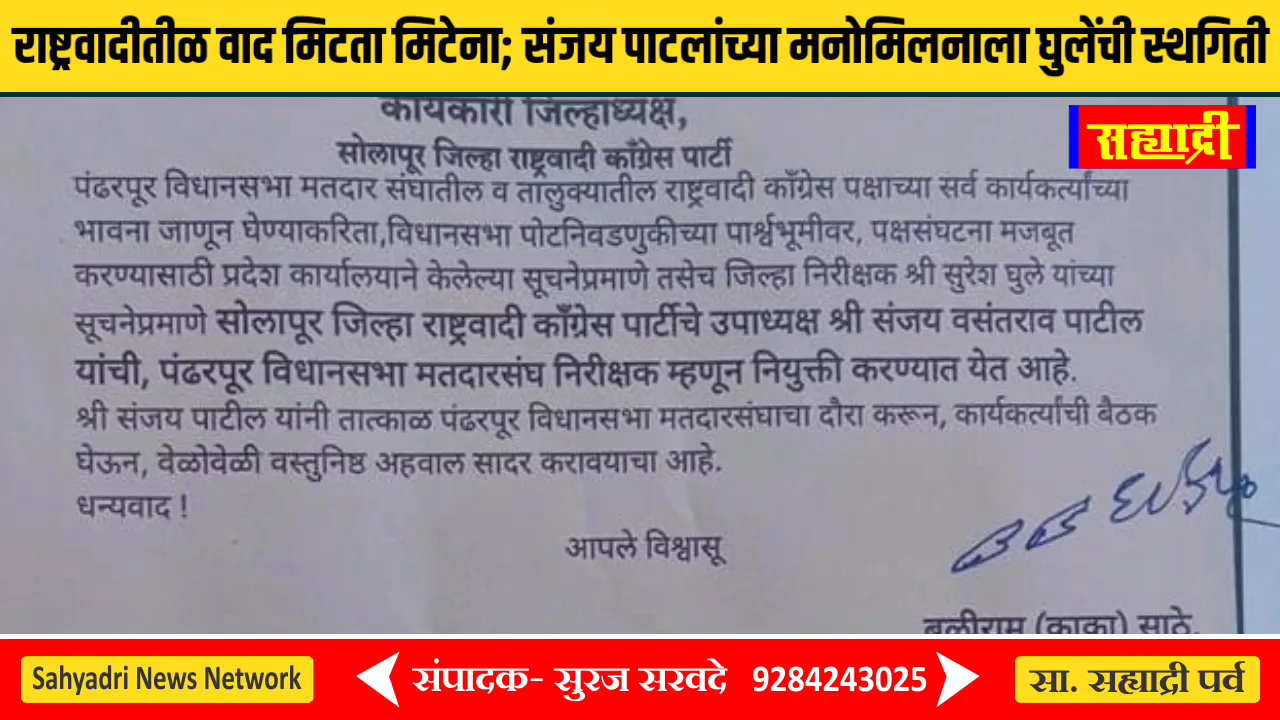 राष्ट्रवादीतीळ वाद मिटता मिटेना; संजय पाटलांच्या मनोमिलनाला घुलेंची स्थगिती
कार्यकारी जिल्हाध्यक्ष,
सह्याद्री
सोलापूर जिल्हा राष्ट्रवादी काँग्रेस पार्टी
पंढरपूर विधानसभा मतदार संघातील व तालुक्यातील राष्ट्रवादी काँग्रेस पक्षाच्या सर्व कार्यकर्त्यांच्या
भावना जाणून घेण्याकरिता,विधानसभा पोटनिवडणुकीच्या पार्श्वभूमीवर, पक्षसंघटना मजबूत
करण्यासाठी प्रदेश कार्यालयाने केलेल्या सूचनेप्रमाणे तसेच जिल्हा निरीक्षक श्री सुरेश घुले यांच्या
सूचनेप्रमाणे सोलापूर जिल्हा राष्ट्रवादी काँग्रेस पार्टीचे उपाध्यक्ष श्री संजय वसंतराव पाटील
यांची, पंढरपूर विधानसभा मतदारसंघ निरीक्षक म्हणून नियुक्ती करण्यात येत आहे.
श्री संजय पाटील यांनी तात्काळ पंढरपूर विधानसभा मतदारसंघाचा दौरा करून, कार्यकर्त्यांची बैठक
घेऊन, वेळोवेळी वस्तुनिष्ठ अहवाल सादर करावयाचा आहे.
धन्यवाद !
आपले विश्वासू
बळीराम (काका) साठे.
Sahyadri News Network
संपादक- सुरज सरवदे 9284243025
सा. सह्याद्री पर्व